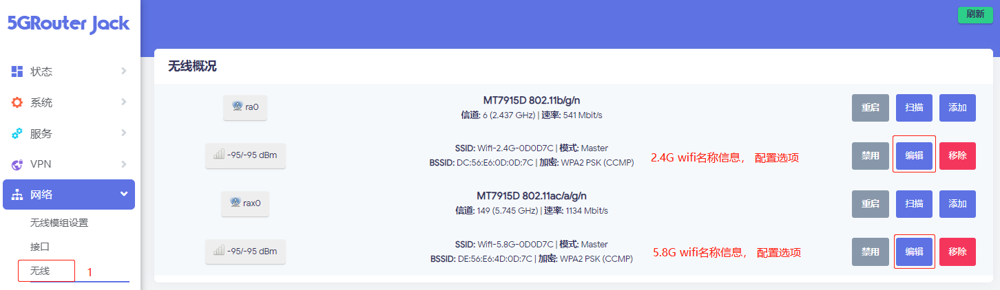 5GRouter Jack
状态
系统
服务
VPN
网络
无线模组设置
接口
无线
1
刷新
无线概况
ra0
MT7915D 802.11b/g/n
信道: 6 (2.437 GHz) | 速率: 541 Mbit/s
重启 扫描 添加
-95/-95 dBm
SSID: Wifi-2.4G-0D0D7C | 模式: Master
BSSID: DC:56:E6:0D:0D:7C | 加密: WPA2 PSK (CCMP)
2.4G wifi名称信息， 配置选项
禁用 编辑 移除
rax0
MT7915D 802.11ac/a/g/n
信道: 149 (5.745 GHz) | 速率: 1134 Mbit/s
重启 扫描 添加
-95/-95 dBm
SSID: Wifi-5.8G-0D0D7C | 模式: Master
BSSID: DE:56:E6:4D:0D:7C | 加密: WPA2 PSK (CCMP)
5.8G wifi名称信息， 配置选项
禁用 编辑 移除